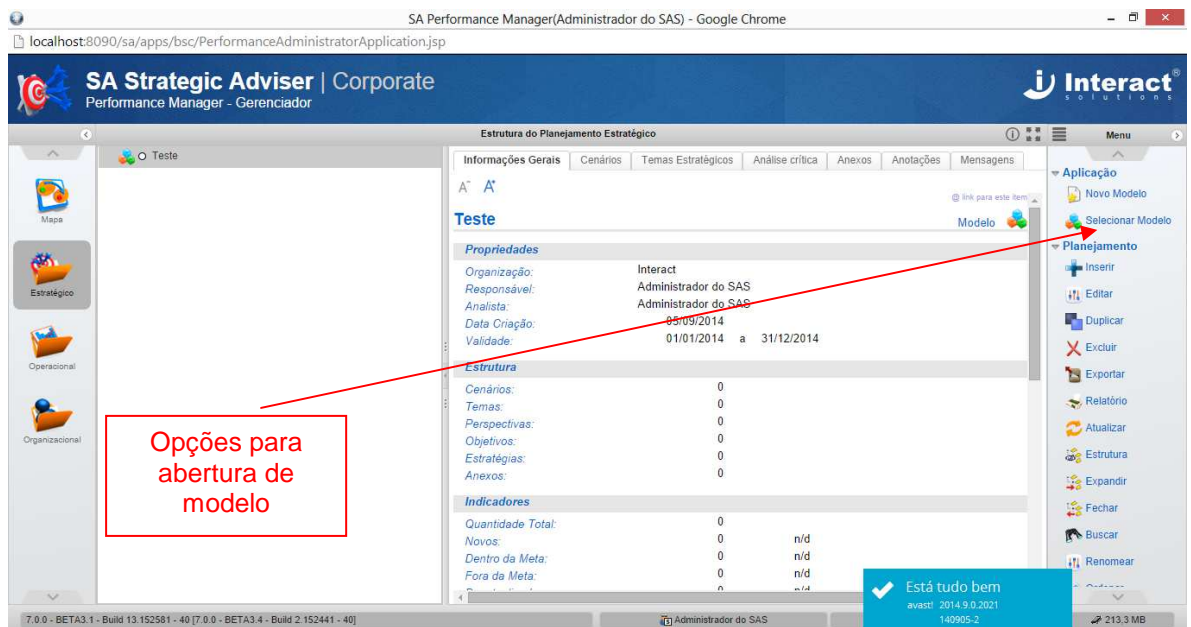 SA Performance Manager(Administrador do SAS) - Google Chrome
localhost:8090/sa/apps/bsc/PerformanceAdministratorApplication.jsp
SA Strategic Adviser | Corporate
Performance Manager - Gerenciador
Interact®
solutions
Estrutura do Planejamento Estratégico
Menu
Mapa
Estratégico
Operacional
Organizacional
Teste
Informações Gerais Cenários Temas Estratégicos Análise crítica Anexos Anotações Mensagens
A- A+
@ link para este item
Teste
Modelo
Propriedades
Organização: Interact
Responsável: Administrador do SAS
Analista: Administrador do SAS
Data Criação: 05/09/2014
Validade: 01/01/2014 a 31/12/2014
Estrutura
Cenários: 0
Temas: 0
Perspectivas: 0
Objetivos: 0
Estratégias: 0
Anexos: 0
Indicadores
Quantidade Total: 0
Novos: 0 n/d
Dentro da Meta: 0 n/d
Fora da Meta: 0 n/d
Aplicação
Novo Modelo
Selecionar Modelo
Planejamento
Inserir
Editar
Duplicar
Excluir
Exportar
Relatório
Atualizar
Estrutura
Expandir
Fechar
Buscar
Renomear
Opções para
abertura de
modelo
Está tudo bem
avast! 2014.9.0.2021
140905-2
7.0.0 - BETA3.1 - Build 13.152581 - 40 [7.0.0 - BETA3.4 - Build 2.152441 - 40]
Administrador do SAS
213,3 MB